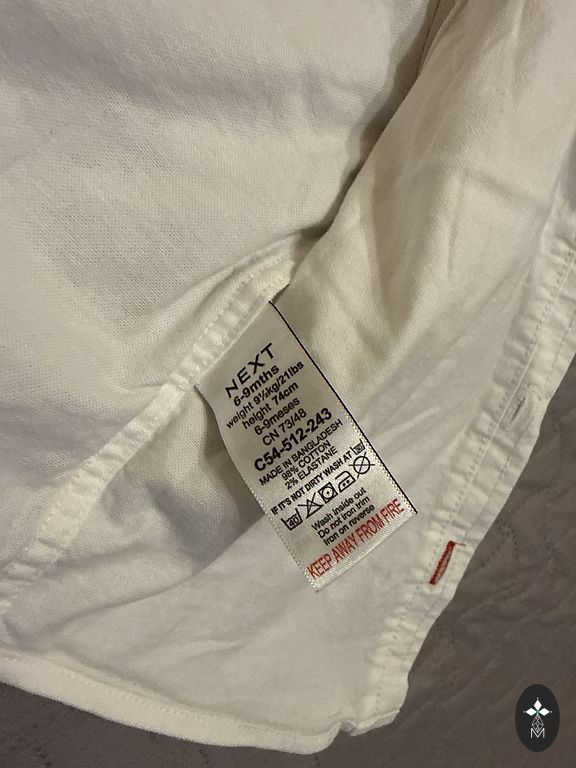 NEXT
6-9mths
weight 9½kg/21lbs
height 74cm
6-9meses
CN 73/48
C54-512-243
MADE IN BANGLADESH
98% COTTON
2% ELASTANE
IF IT'S NOT DIRTY WASH AT 30
40
Wash inside out
Do not iron trim
Iron on reverse
KEEP AWAY FROM FIRE
M